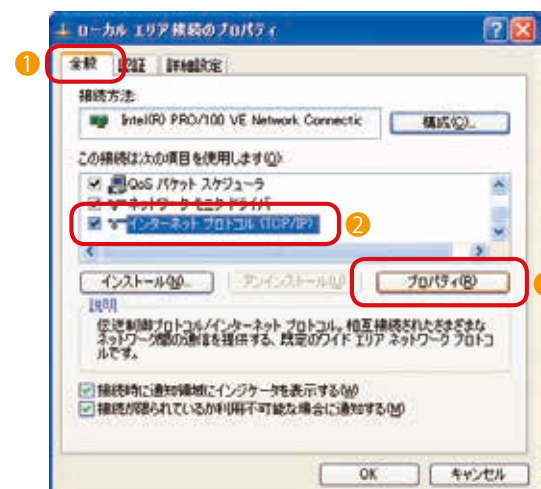 ローカル エリア接続のプロパティ
1
全般 認証 詳細設定
接続方法:
Intel(R) PRO/100 VE Network Connectic 構成(C)...
この接続は次の項目を使用します(O):
QoS パケット スケジューラ
ネットワーク モニタ ドライバ
インターネット プロトコル (TCP/IP)
2
インストール(N)... アンインストール(U) プロパティ(R)
説明
伝送制御プロトコル/インターネット プロトコル。相互接続されたさまざまな
ネットワーク間の通信を提供する、既定のワイド エリア ネットワーク プロトコ
ルです。
接続時に通知領域にインジケータを表示する(W)
接続が限られているか利用不可能な場合に通知する(M)
OK キャンセル